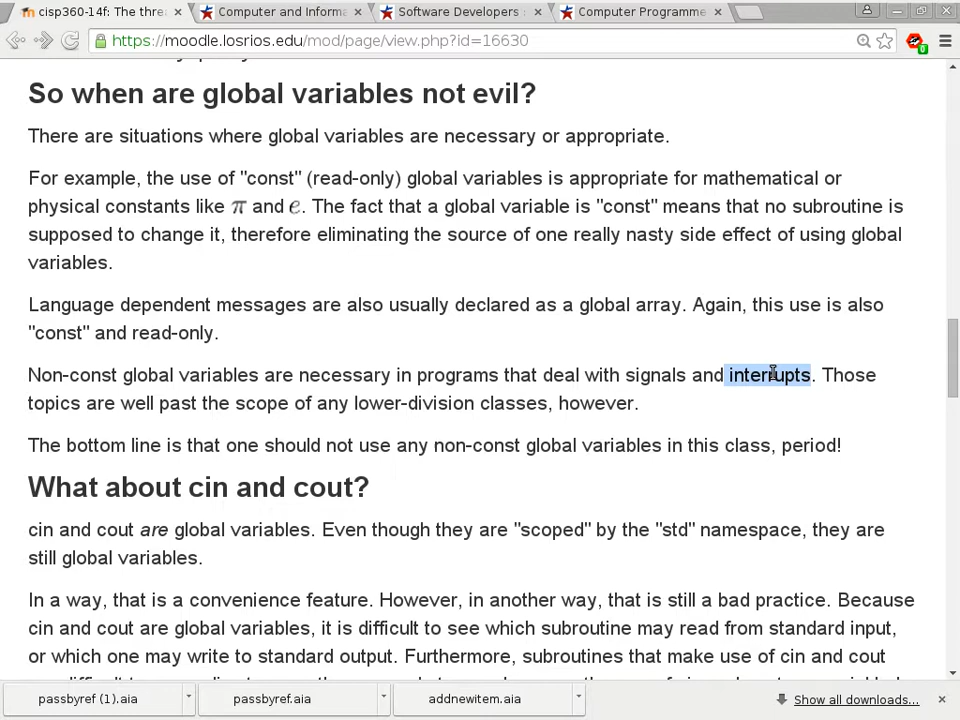 cisp360-14f: The thre
Computer and Informa
Software Developers :
Computer Programme
https://moodle.losrios.edu/mod/page/view.php?id=16630
So when are global variables not evil?
There are situations where global variables are necessary or appropriate.
For example, the use of "const" (read-only) global variables is appropriate for mathematical or
physical constants like π and e. The fact that a global variable is "const" means that no subroutine is
supposed to change it, therefore eliminating the source of one really nasty side effect of using global
variables.
Language dependent messages are also usually declared as a global array. Again, this use is also
"const" and read-only.
Non-const global variables are necessary in programs that deal with signals and interrupts. Those
topics are well past the scope of any lower-division classes, however.
The bottom line is that one should not use any non-const global variables in this class, period!
What about cin and cout?
cin and cout are global variables. Even though they are "scoped" by the "std" namespace, they are
still global variables.
In a way, that is a convenience feature. However, in another way, that is still a bad practice. Because
cin and cout are global variables, it is difficult to see which subroutine may read from standard input,
or which one may write to standard output. Furthermore, subroutines that make use of cin and cout
passbyref (1).aia
passbyref.aia
addnewitem.aia
Show all downloads...